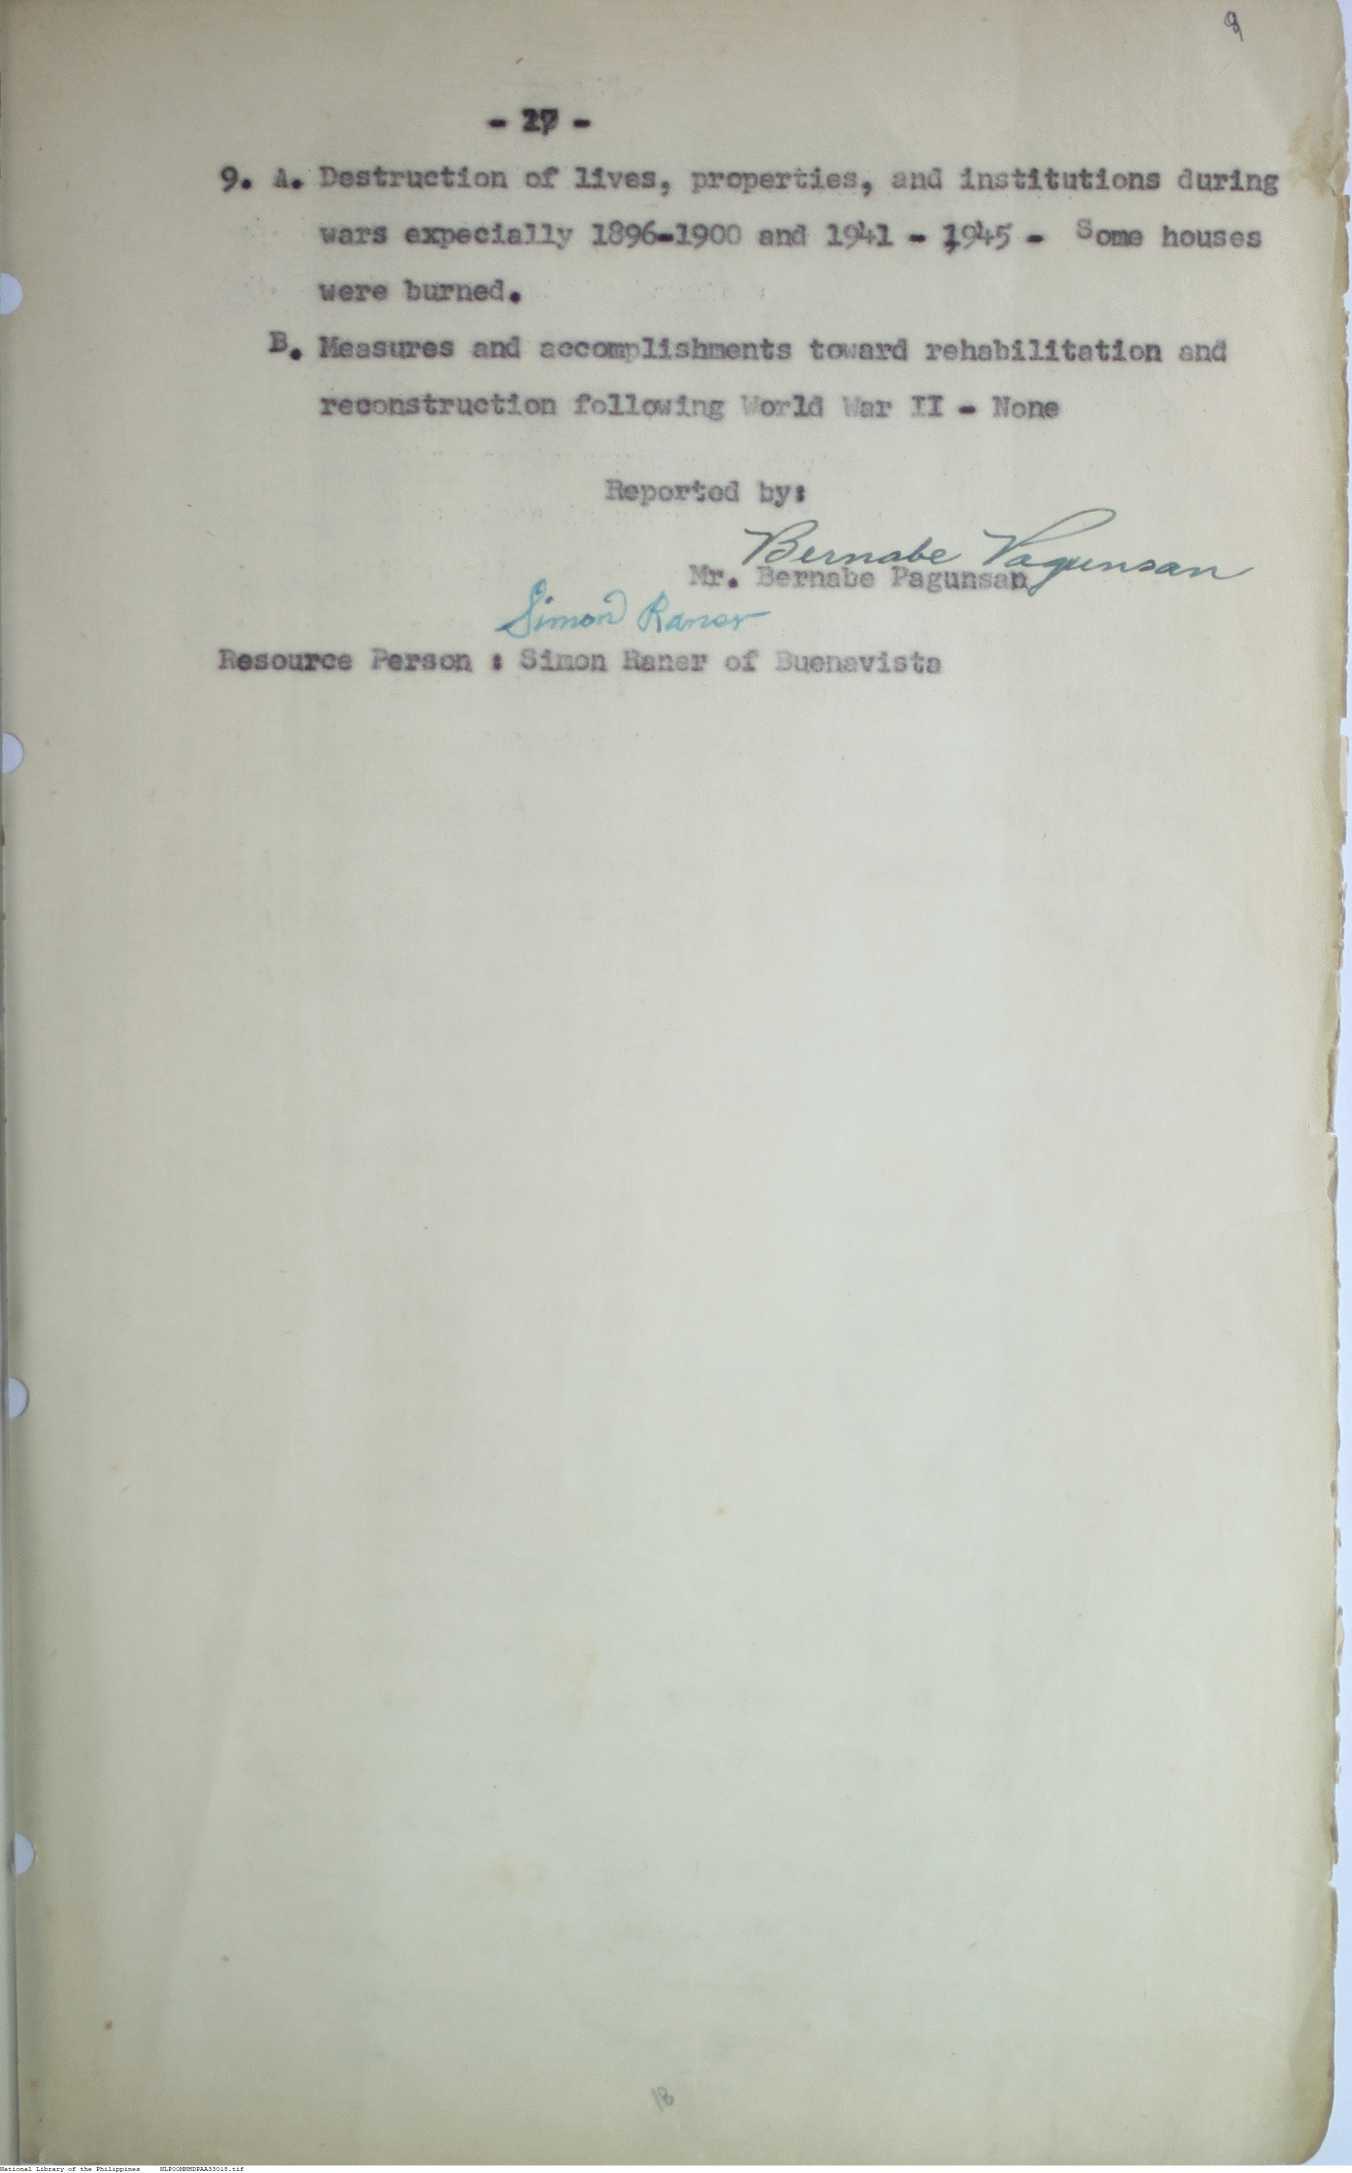 9
- 17 -
9. A. Destruction of lives, properties, and institutions during
wars expecially 1896-1900 and 1941 - 1945 - Some houses
were burned.
B. Measures and accomplishments toward rehabilitation and
reconstruction following World War II - None
Reported by:
Bernabe Pagunsan
Mr. Bernabe Pagunsan
Simon Raner
Resource Person : Simon Raner of Buenavista
18
National Library of the Philippines